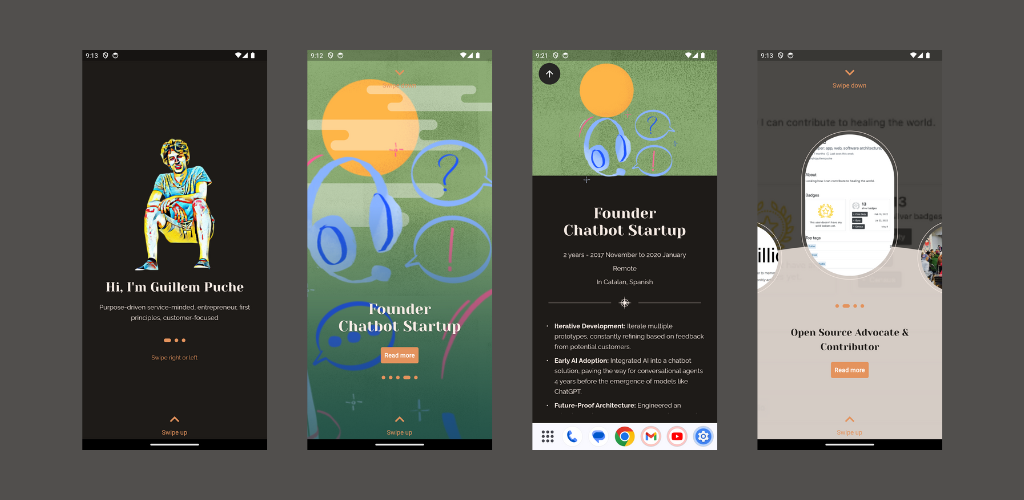 9:13
Hi, I'm Guillem Puche
Purpose-driven service-minded, entrepreneur, first
principles, customer-focused
Swipe right or left
Swipe up
9:12
Swipe down
?
!
Founder
Chatbot Startup
Read more
Swipe up
9:21
?
!
Founder
Chatbot Startup
2 years - 2017 November to 2020 January
Remote
In Catalan, Spanish
• Iterative Development: Iterate multiple
prototypes, constantly refining based on feedback
from potential customers.
• Early AI Adoption: Integrated AI into a chatbot
solution, paving the way for conversational agents
4 years before the emergence of models like
ChatGPT.
• Future-Proof Architecture: Engineered an
9:13
Swipe down
I can contribute to healing the world.
About
Badges
Top tags
Open Source Advocate &
Contributor
Read more
Swipe up